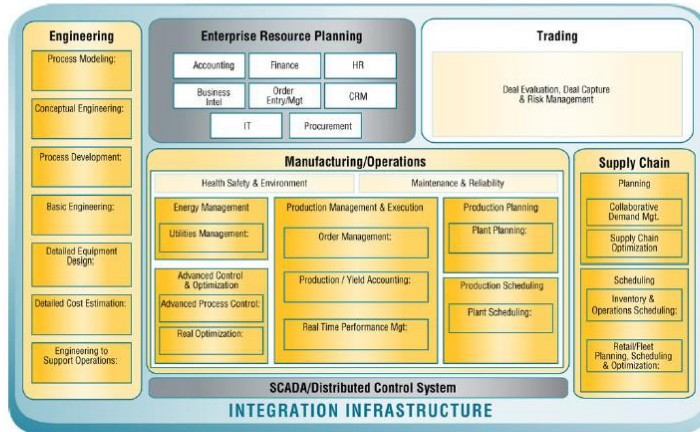 Engineering
Process Modeling:
Conceptual Engineering:
Process Development:
Basic Engineering:
Detailed Equipment
Design:
Detailed Cost Estimation:
Engineering to
Support Operations:
Enterprise Resource Planning
Accounting
Finance
HR
Business
Intel
Order
Entry/Mgt
CRM
IT
Procurement
Trading
Deal Evaluation, Deal Capture
& Risk Management
Manufacturing/Operations
Health Safety & Environment
Maintenance & Reliability
Energy Management
Utilities Management:
Advanced Control
& Optimization
Advanced Process Control:
Real Optimization:
Production Management & Execution
Order Management:
Production / Yield Accounting:
Real Time Performance Mgt:
Production Planning
Plant Planning:
Production Scheduling
Plant Scheduling:
Supply Chain
Planning
Collaborative
Demand Mgt.
Supply Chain
Optimization
Scheduling
Inventory &
Operations Scheduling:
Retail/Fleet
Planning, Scheduling
& Optimization:
SCADA/Distributed Control System
INTEGRATION INFRASTRUCTURE